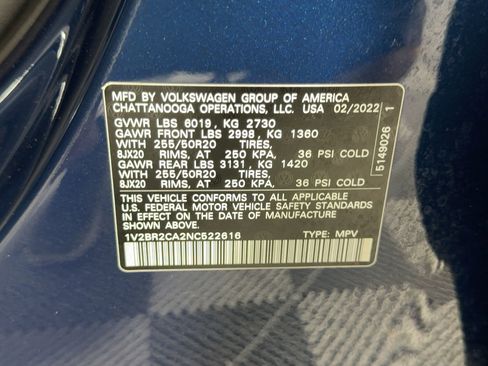 MFD BY VOLKSWAGEN GROUP OF AMERICA
CHATTANOOGA OPERATIONS, LLC. USA 02/2022
GVWR LBS 6019, KG 2730
GAWR FRONT LBS 2998, KG 1360
WITH 255/50R20 TIRES,
8JX20 RIMS, AT 250 KPA, 36 PSI COLD
GAWR REAR LBS 3131, KG 1420
WITH 255/50R20 TIRES,
8JX20 RIMS, AT 250 KPA, 36 PSI COLD
THIS VEHICLE CONFORMS TO ALL APPLICABLE
U.S. FEDERAL MOTOR VEHICLE SAFETY STANDARDS
IN EFFECT ON THE DATE OF MANUFACTURE
SHOWN ABOVE.
1V2BR2CA2NC522616 TYPE: MPV
5149026 1